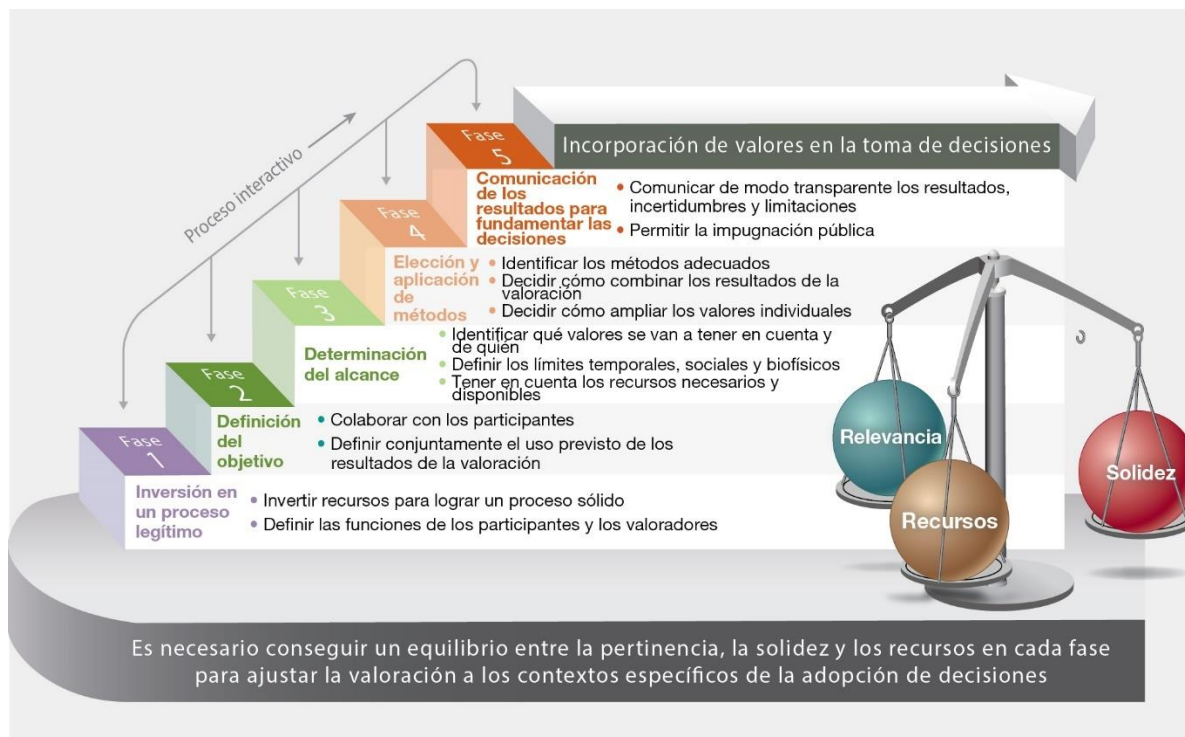 Proceso interactivo
Fase
5
Incorporación de valores en la toma de decisiones
Comunicación
de los
resultados para
fundamentar las
decisiones
• Comunicar de modo transparente los resultados,
incertidumbres y limitaciones
• Permitir la impugnación pública
Fase
4
Elección y
aplicación
de
métodos
• Identificar los métodos adecuados
• Decidir cómo combinar los resultados de la
valoración
• Decidir cómo ampliar los valores individuales
Fase
3
Determinación
del alcance
• Identificar qué valores se van a tener en cuenta y
de quién
• Definir los límites temporales, sociales y biofísicos
• Tener en cuenta los recursos necesarios y
disponibles
Fase
2
Definición
del
objetivo
• Colaborar con los participantes
• Definir conjuntamente el uso previsto de los
resultados de la valoración
Fase
1
Inversión en
un proceso
legítimo
• Invertir recursos para lograr un proceso sólido
• Definir las funciones de los participantes y los valoradores
Relevancia
Recursos
Solidez
Es necesario conseguir un equilibrio entre la pertinencia, la solidez y los recursos en cada fase
para ajustar la valoración a los contextos específicos de la adopción de decisiones